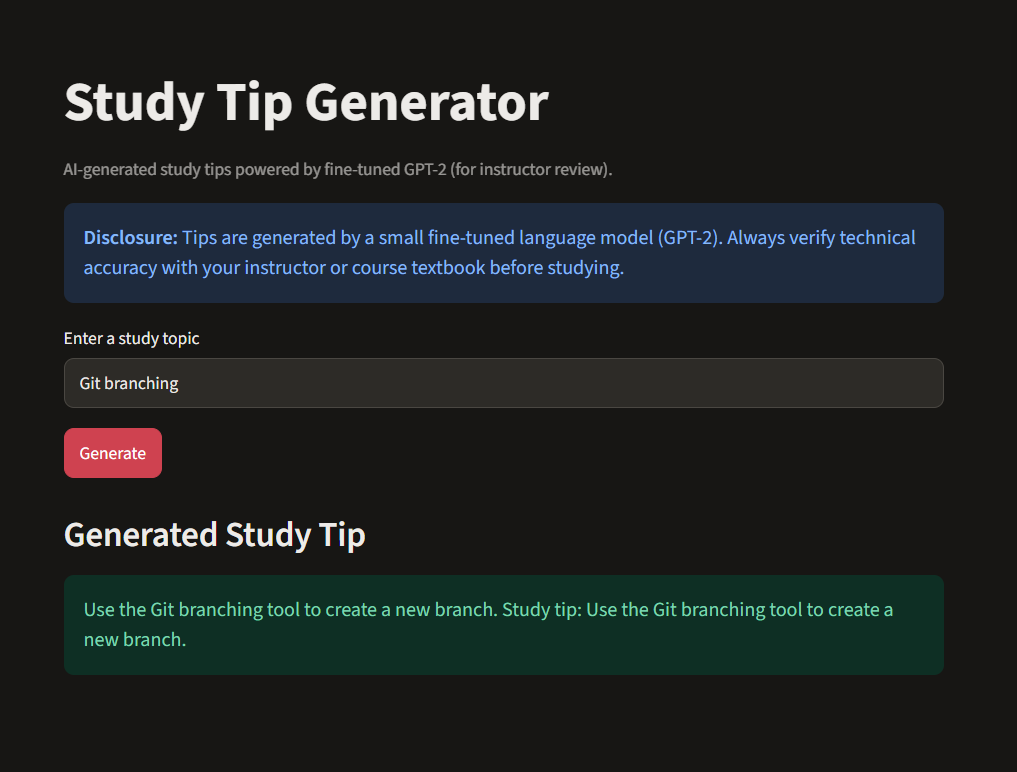 Study Tip Generator
AI-generated study tips powered by fine-tuned GPT-2 (for instructor review).
Disclosure: Tips are generated by a small fine-tuned language model (GPT-2). Always verify technical
accuracy with your instructor or course textbook before studying.
Enter a study topic
Git branching
Generate
Generated Study Tip
Use the Git branching tool to create a new branch. Study tip: Use the Git branching tool to create a
new branch.